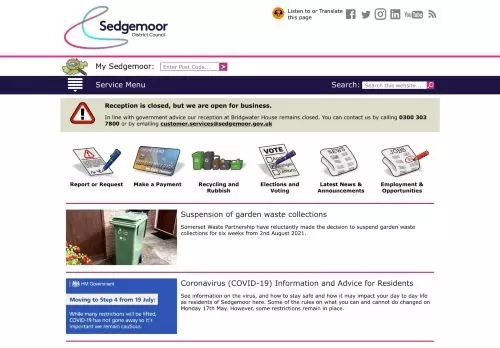 Sedgemoor
District Council
Listen to or Translate
this page
My Sedgemoor:
Enter Post Code...
Service Menu
Search:
Search this website...
Reception is closed, but we are open for business.
In line with government advice our reception at Bridgwater House remains closed. You can contact us by calling 0300 303
7800 or by emailing customer.services@sedgemoor.gov.uk
VOTE
NEWS
JOBS
Report or Request
Make a Payment
Recycling and
Rubbish
Elections and
Voting
Latest News &
Announcements
Employment &
Opportunities
Suspension of garden waste collections
Somerset Waste Partnership have reluctantly made the decision to suspend garden waste
collections for six weeks from 2nd August 2021.
HM Government
Moving to Step 4 from 19 July:
While many restrictions will be lifted,
COVID-19 has not gone away so it's
important we remain cautious.
Coronavirus (COVID-19) Information and Advice for Residents
See information on the virus, and how to stay safe and how it may impact your day to day life
as residents of Sedgemoor here. Some of the rules on what you can and cannot do changed on
Monday 17th May. However, some restrictions remain in place.